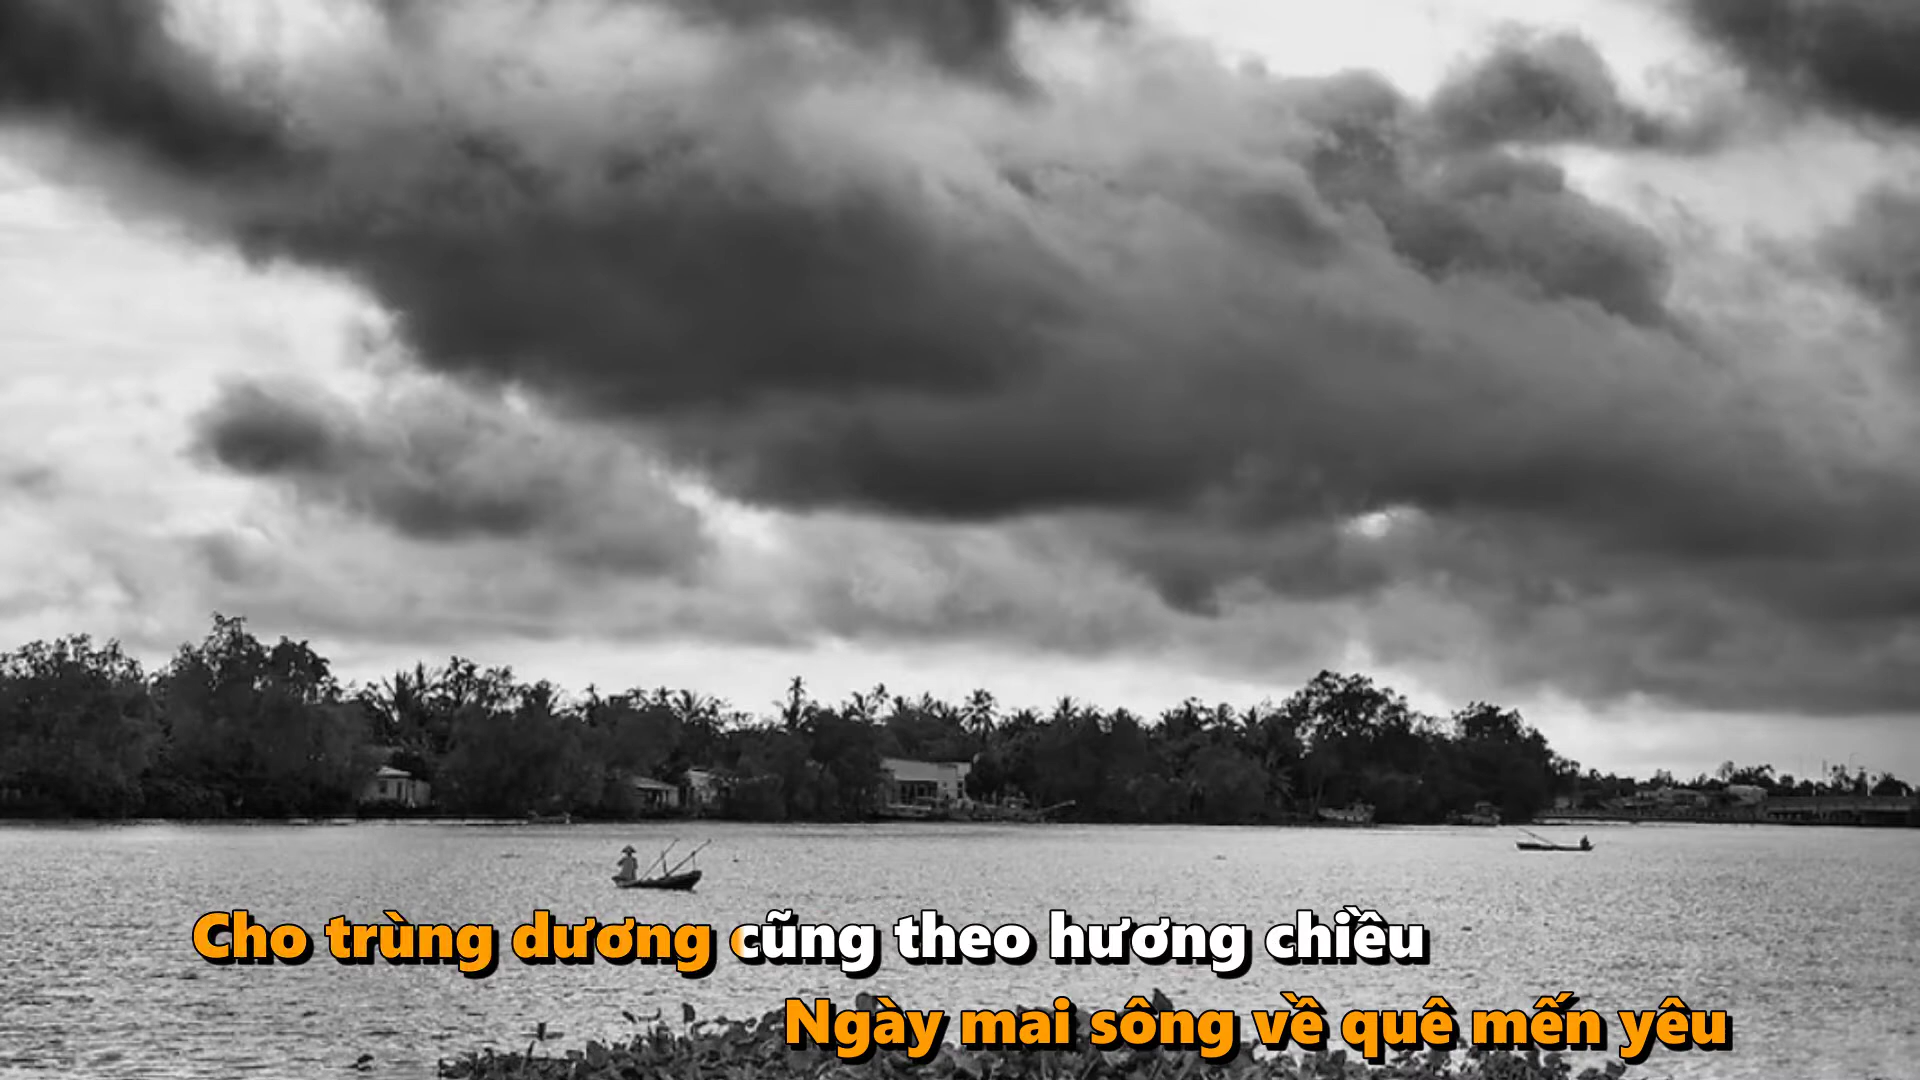 Cho trùng dương cũng theo hương chiều
Ngày mai sông về quê mến yêu